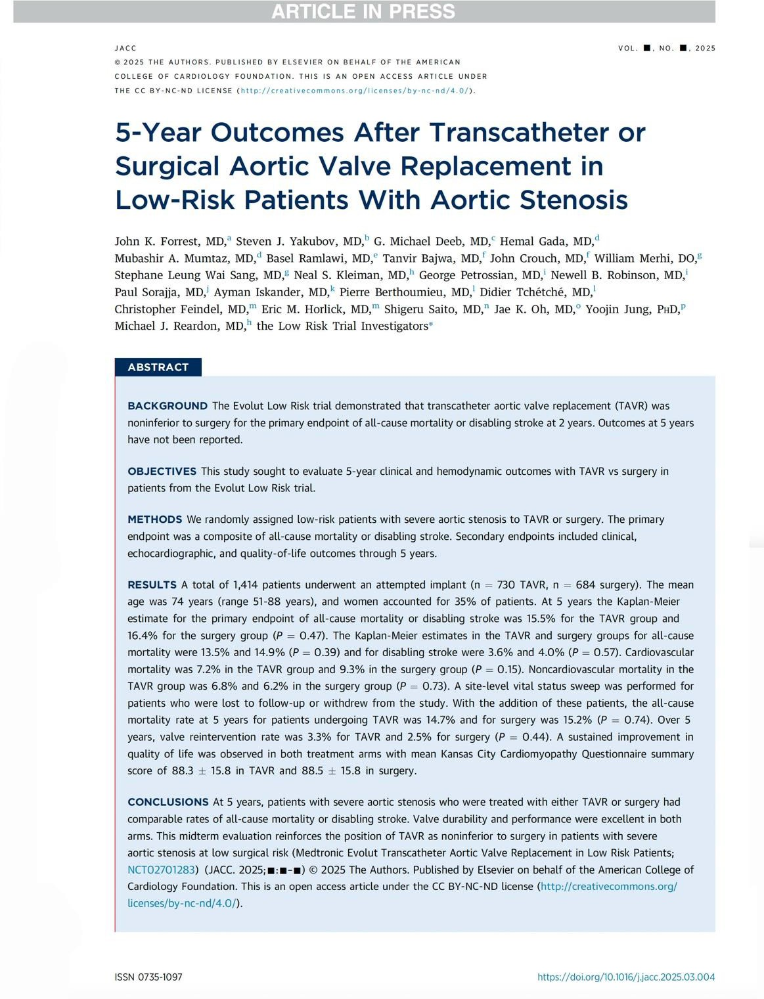 ARTICLE IN PRESS
JACC
VOL. ■, NO. ■, 2025
© 2025 THE AUTHORS. PUBLISHED BY ELSEVIER ON BEHALF OF THE AMERICAN
COLLEGE OF CARDIOLOGY FOUNDATION. THIS IS AN OPEN ACCESS ARTICLE UNDER
THE CC BY-NC-ND LICENSE (http://creativecommons.org/licenses/by-nc-nd/4.0/).
5-Year Outcomes After Transcatheter or
Surgical Aortic Valve Replacement in
Low-Risk Patients With Aortic Stenosis
John K. Forrest, MD,a Steven J. Yakubov, MD,b G. Michael Deeb, MD,c Hemal Gada, MD,d
Mubashir A. Mumtaz, MD,d Basel Ramlawi, MD,e Tanvir Bajwa, MD,f John Crouch, MD,f William Merhi, DO,g
Stephane Leung Wai Sang, MD,g Neal S. Kleiman, MD,h George Petrossian, MD,i Newell B. Robinson, MD,i
Paul Sorajja, MD,j Ayman Iskander, MD,k Pierre Berthoumieu, MD,l Didier Tchétché, MD,l
Christopher Feindel, MD,m Eric M. Horlick, MD,m Shigeru Saito, MD,n Jae K. Oh, MD,o Yoojin Jung, PHD,p
Michael J. Reardon, MD,h the Low Risk Trial Investigators*
ABSTRACT
BACKGROUND The Evolut Low Risk trial demonstrated that transcatheter aortic valve replacement (TAVR) was
noninferior to surgery for the primary endpoint of all-cause mortality or disabling stroke at 2 years. Outcomes at 5 years
have not been reported.
OBJECTIVES This study sought to evaluate 5-year clinical and hemodynamic outcomes with TAVR vs surgery in
patients from the Evolut Low Risk trial.
METHODS We randomly assigned low-risk patients with severe aortic stenosis to TAVR or surgery. The primary
endpoint was a composite of all-cause mortality or disabling stroke. Secondary endpoints included clinical,
echocardiographic, and quality-of-life outcomes through 5 years.
RESULTS A total of 1,414 patients underwent an attempted implant (n = 730 TAVR, n = 684 surgery). The mean
age was 74 years (range 51-88 years), and women accounted for 35% of patients. At 5 years the Kaplan-Meier
estimate for the primary endpoint of all-cause mortality or disabling stroke was 15.5% for the TAVR group and
16.4% for the surgery group (P = 0.47). The Kaplan-Meier estimates in the TAVR and surgery groups for all-cause
mortality were 13.5% and 14.9% (P = 0.39) and for disabling stroke were 3.6% and 4.0% (P = 0.57). Cardiovascular
mortality was 7.2% in the TAVR group and 9.3% in the surgery group (P = 0.15). Noncardiovascular mortality in the
TAVR group was 6.8% and 6.2% in the surgery group (P = 0.73). A site-level vital status sweep was performed for
patients who were lost to follow-up or withdrew from the study. With the addition of these patients, the all-cause
mortality rate at 5 years for patients undergoing TAVR was 14.7% and for surgery was 15.2% (P = 0.74). Over 5
years, valve reintervention rate was 3.3% for TAVR and 2.5% for surgery (P = 0.44). A sustained improvement in
quality of life was observed in both treatment arms with mean Kansas City Cardiomyopathy Questionnaire summary
score of 88.3 ± 15.8 in TAVR and 88.5 ± 15.8 in surgery.
CONCLUSIONS At 5 years, patients with severe aortic stenosis who were treated with either TAVR or surgery had
comparable rates of all-cause mortality or disabling stroke. Valve durability and performance were excellent in both
arms. This midterm evaluation reinforces the position of TAVR as noninferior to surgery in patients with severe
aortic stenosis at low surgical risk (Medtronic Evolut Transcatheter Aortic Valve Replacement in Low Risk Patients;
NCT02701283) (JACC. 2025;■:■–■) © 2025 The Authors. Published by Elsevier on behalf of the American College of
Cardiology Foundation. This is an open access article under the CC BY-NC-ND license (http://creativecommons.org/
licenses/by-nc-nd/4.0/).
ISSN 0735-1097
https://doi.org/10.1016/j.jacc.2025.03.004